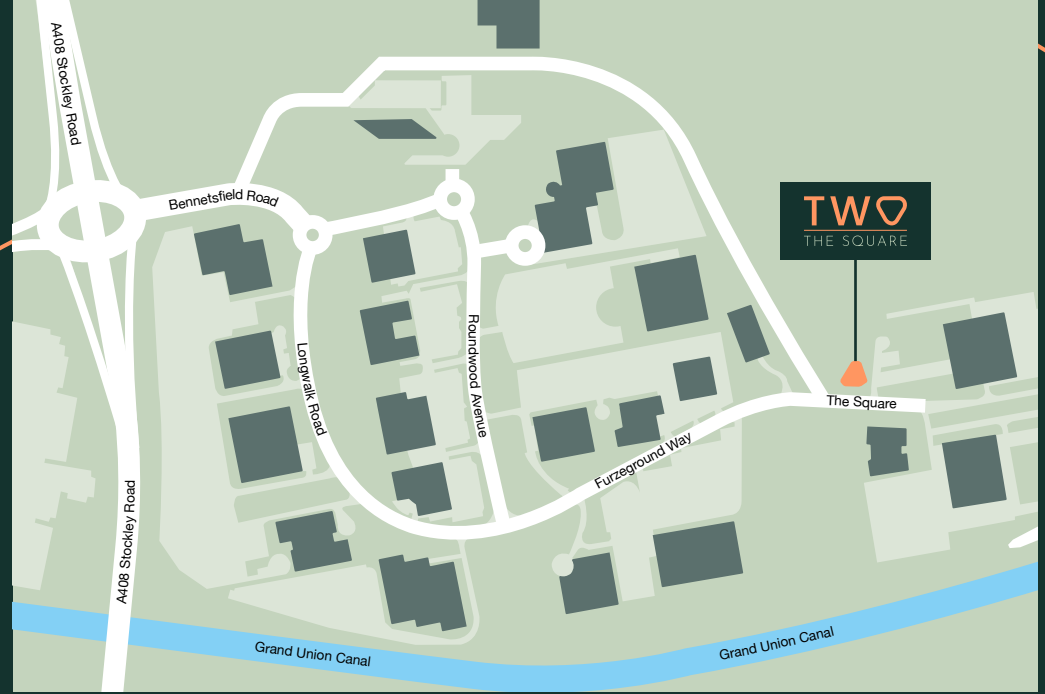 A408 Stockley Road
Bennetsfield Road
TWO
THE SQUARE
Roundwood Avenue
Longwalk Road
The Square
Furzeground Way
A408 Stockley Road
Grand Union Canal
Grand Union Canal